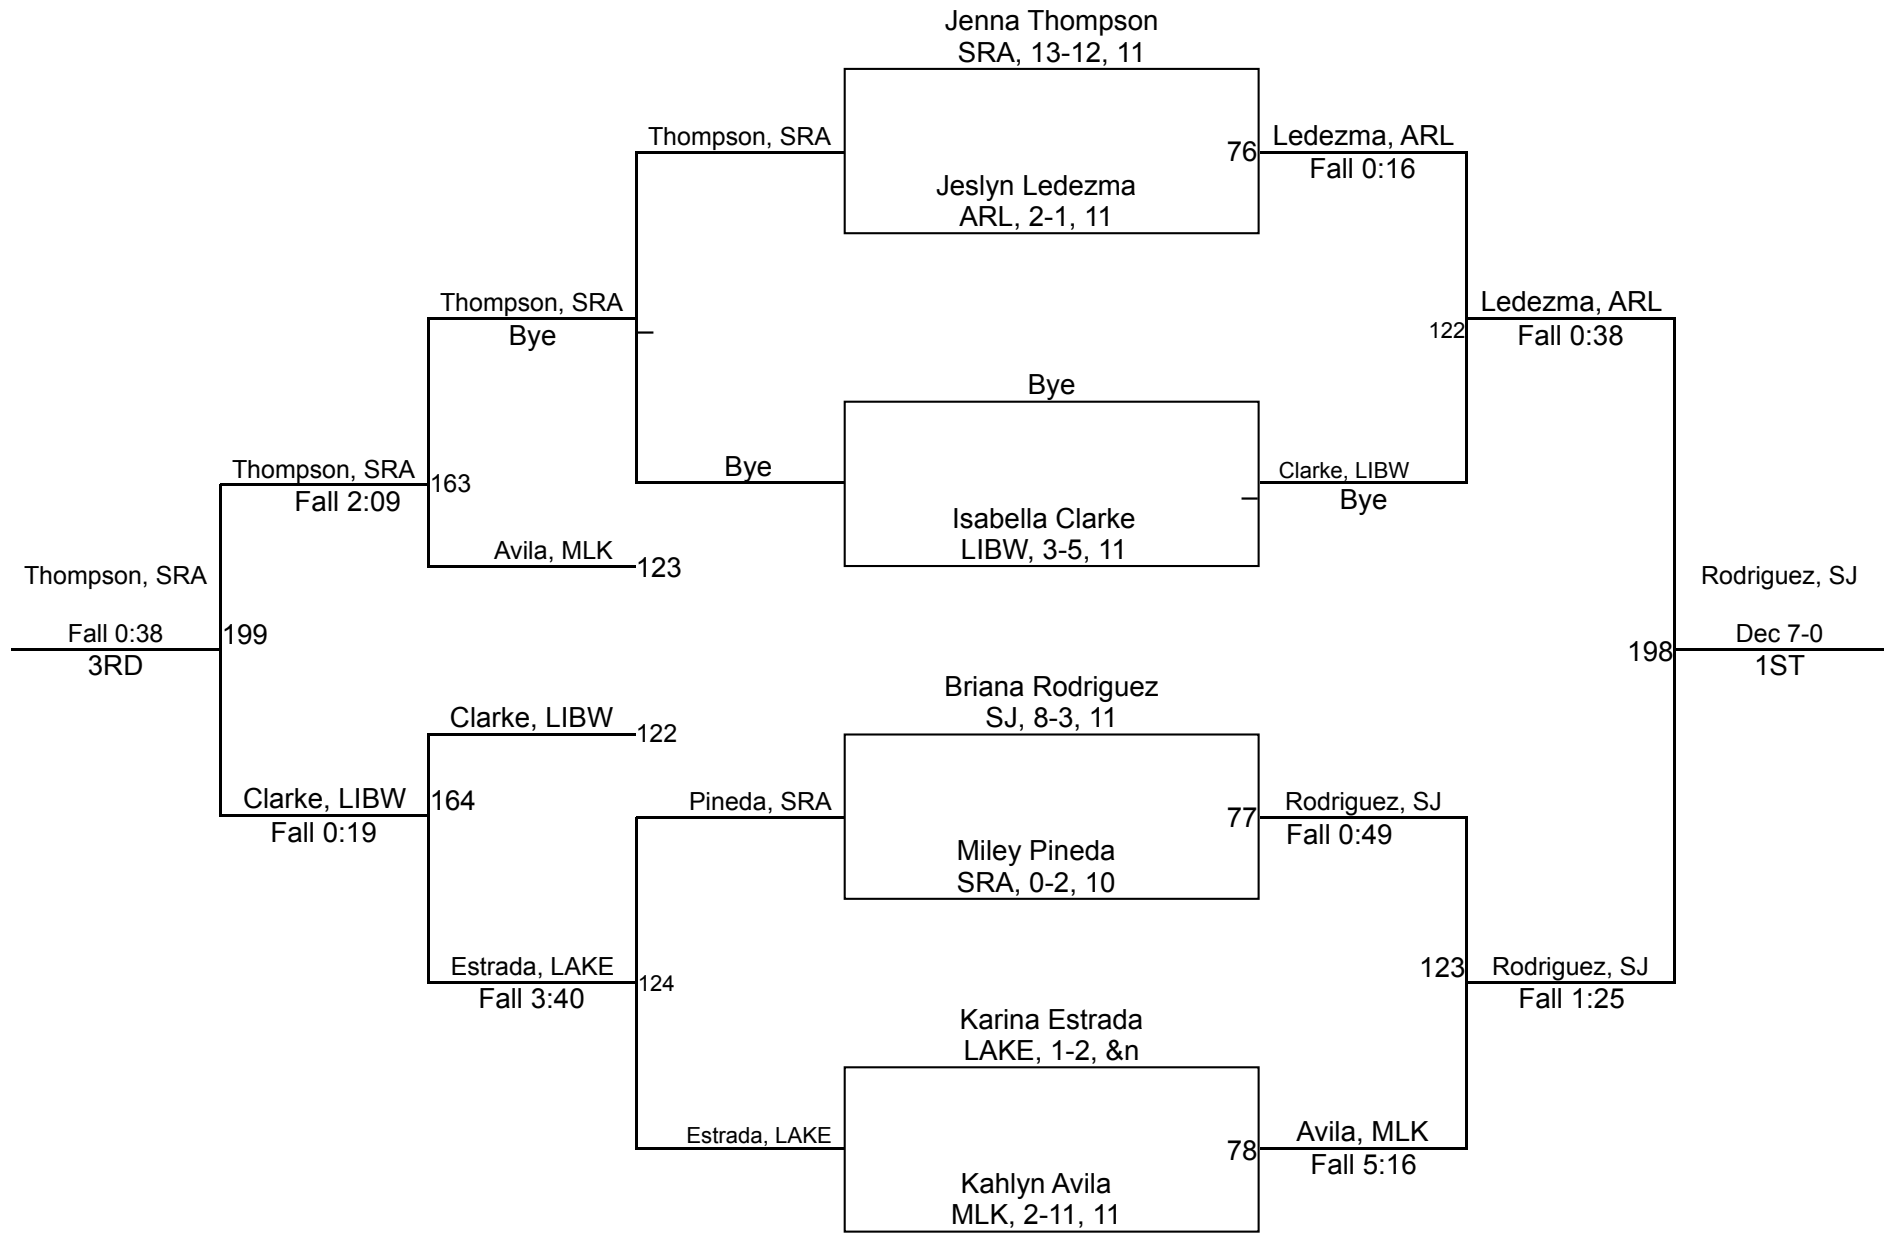 Jenna Thompson
SRA, 13-12, 11
Thompson, SRA
76
Ledezma, ARL
Fall 0:16
Jeslyn Ledezma
ARL, 2-1, 11
Thompson, SRA
Bye
122
Ledezma, ARL
Fall 0:38
Bye
Bye
Clarke, LIBW
Bye
Isabella Clarke
LIBW, 3-5, 11
Thompson, SRA
Fall 2:09
163
Avila, MLK
123
Thompson, SRA
Fall 0:38
3RD
199
Rodriguez, SJ
Dec 7-0
1ST
198
Clarke, LIBW
122
Briana Rodriguez
SJ, 8-3, 11
Clarke, LIBW
Fall 0:19
164
Pineda, SRA
77
Rodriguez, SJ
Fall 0:49
Miley Pineda
SRA, 0-2, 10
Estrada, LAKE
Fall 3:40
124
123
Rodriguez, SJ
Fall 1:25
Karina Estrada
LAKE, 1-2, &n
Estrada, LAKE
78
Avila, MLK
Fall 5:16
Kahlyn Avila
MLK, 2-11, 11